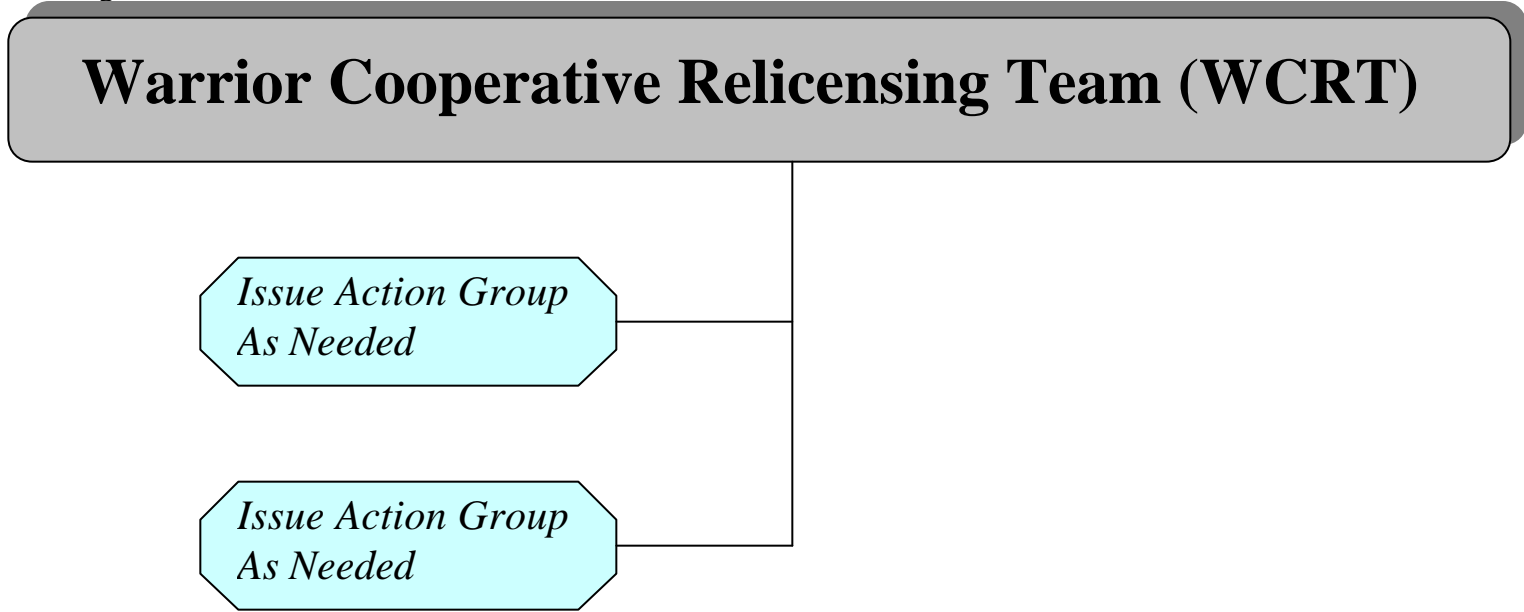 Warrior Cooperative Relicensing Team (WCRT)
Issue Action Group
As Needed
Issue Action Group
As Needed